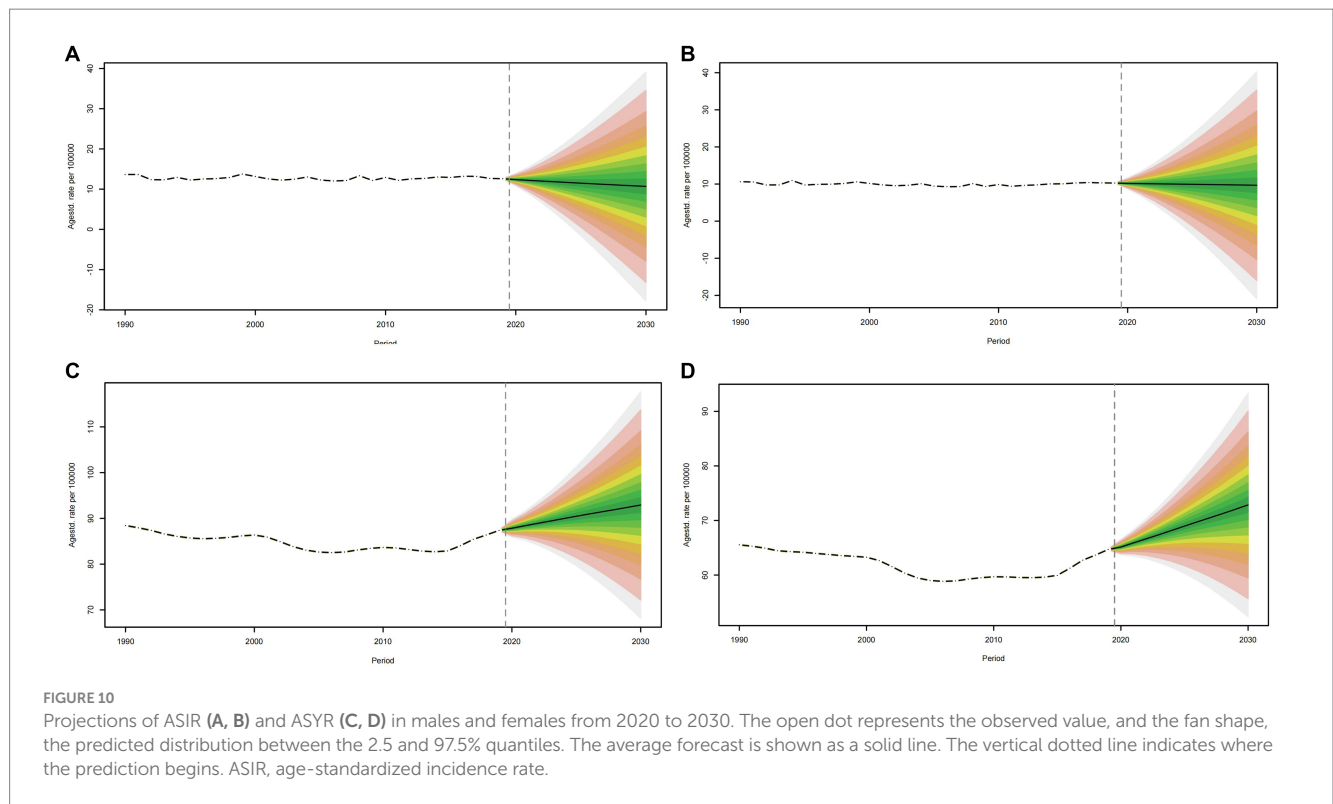 A
40
30
20
10
0
-10
-20
Agestd. rate per 100000
1990
2000
2010
2020
2030
Period
B
40
30
20
10
0
-10
-20
Agestd. rate per 100000
1990
2000
2010
2020
2030
Period
C
110
100
90
80
70
Agestd. rate per 100000
1990
2000
2010
2020
2030
Period
D
90
80
70
60
Agestd. rate per 100000
1990
2000
2010
2020
2030
Period
FIGURE 10
Projections of ASIR (A, B) and ASYR (C, D) in males and females from 2020 to 2030. The open dot represents the observed value, and the fan shape,
the predicted distribution between the 2.5 and 97.5% quantiles. The average forecast is shown as a solid line. The vertical dotted line indicates where
the prediction begins. ASIR, age-standardized incidence rate.